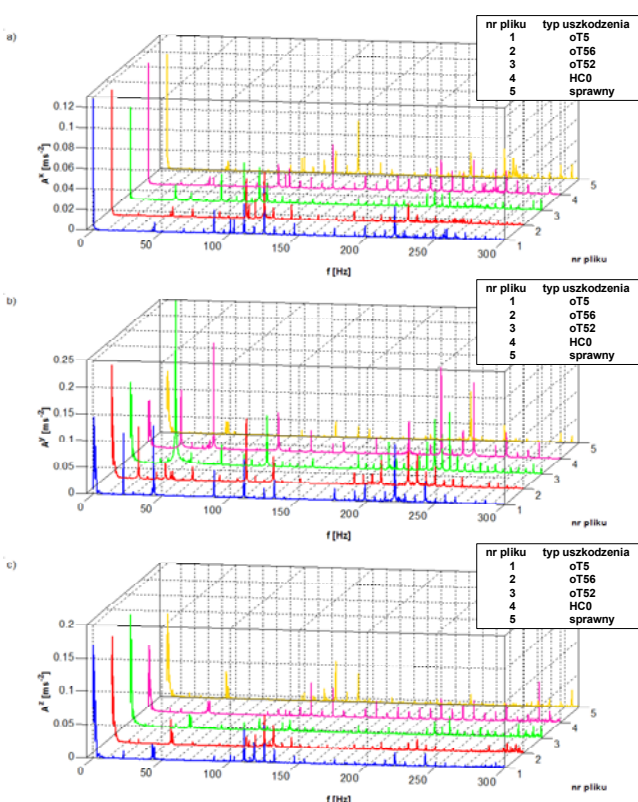 a)
nr pliku typ uszkodzenia
1 oT5
2 oT56
3 oT52
4 HC0
5 sprawny
0.12
0.1
0.08
0.06
0.04
0.02
0
Aˣ [ms⁻²]
0 50 100 150 200 250 300
f [Hz]
1 2 3 4 5
nr pliku
b)
nr pliku typ uszkodzenia
1 oT5
2 oT56
3 oT52
4 HC0
5 sprawny
0.25
0.2
0.15
0.1
0.05
0
Aʸ [ms⁻²]
0 50 100 150 200 250 300
f [Hz]
1 2 3 4 5
nr pliku
c)
nr pliku typ uszkodzenia
1 oT5
2 oT56
3 oT52
4 HC0
5 sprawny
0.2
0.15
0.1
0.05
0
Aᶻ [ms⁻²]
0 50 100 150 200 250 300
f [Hz]
1 2 3 4 5
nr pliku